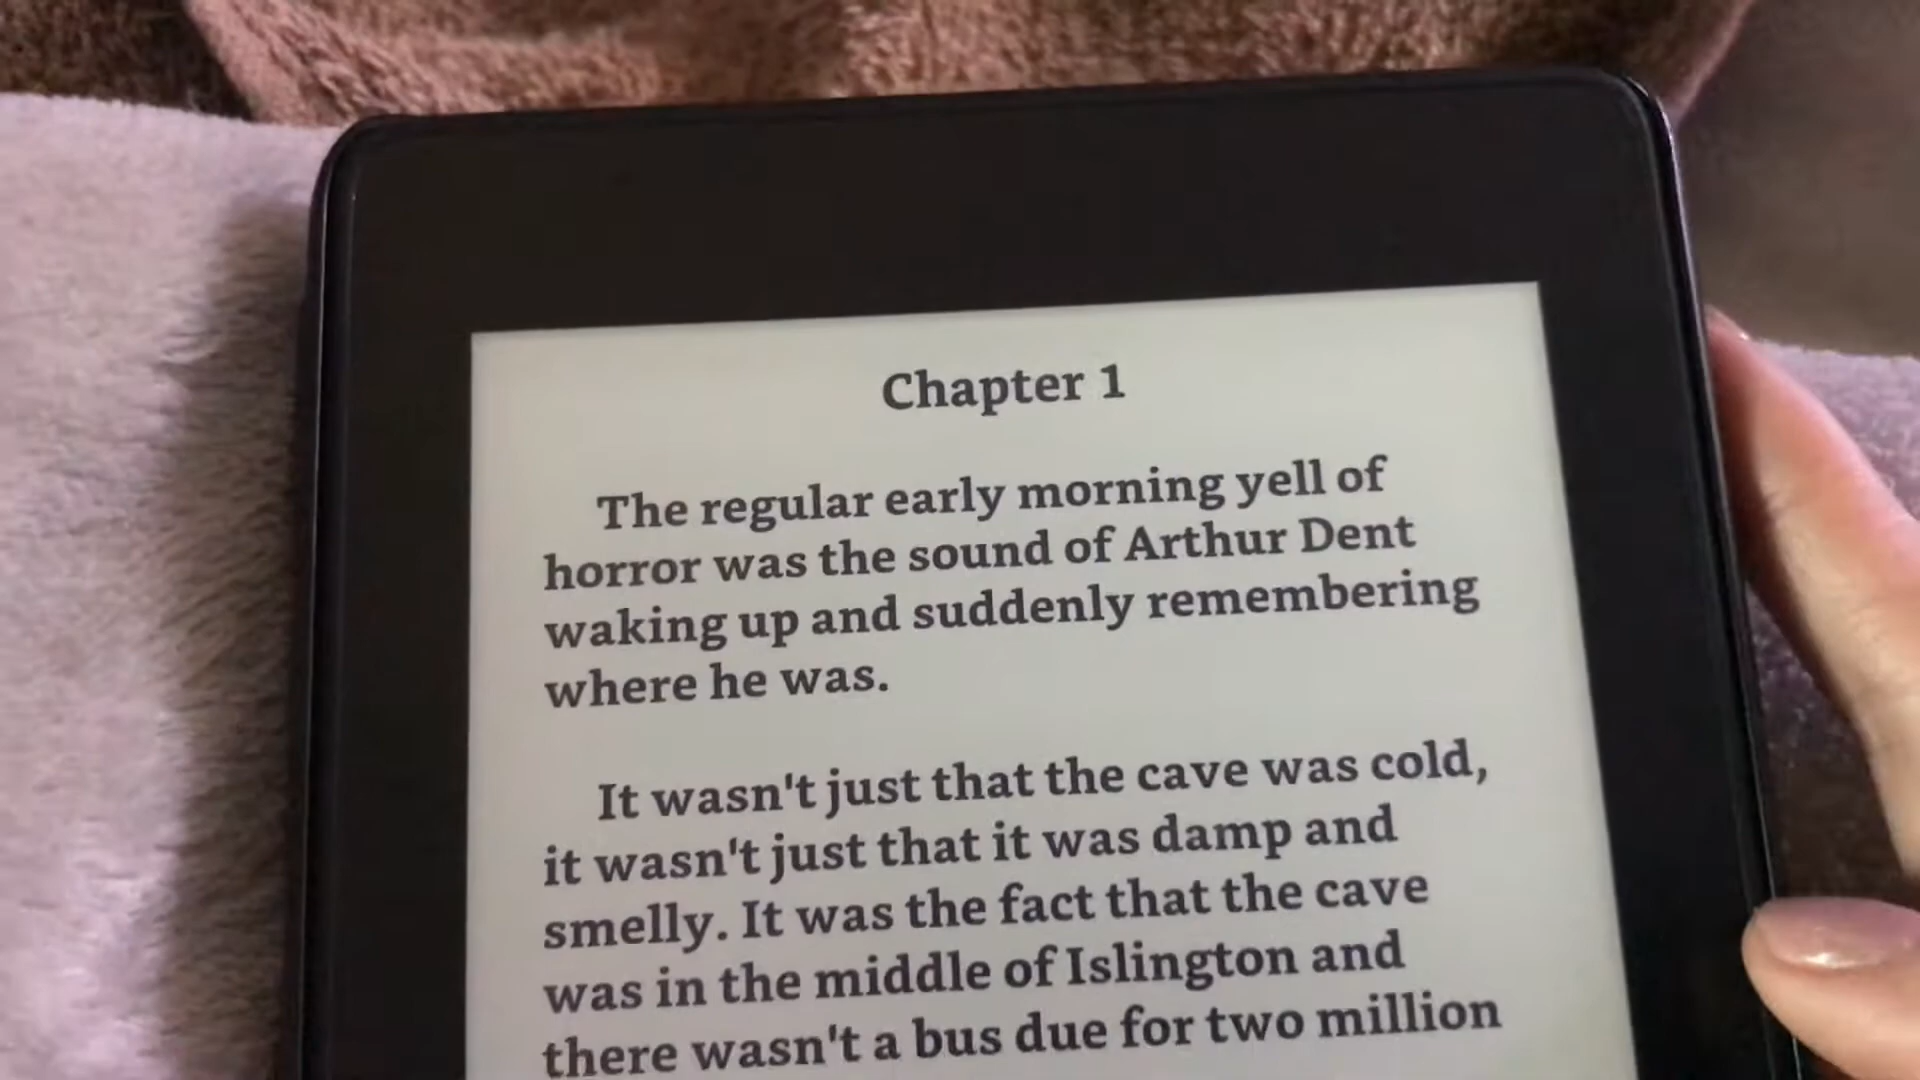 Chapter 1
The regular early morning yell of
horror was the sound of Arthur Dent
waking up and suddenly remembering
where he was.
It wasn't just that the cave was cold,
it wasn't just that it was damp and
smelly. It was the fact that the cave
was in the middle of Islington and
there wasn't a bus due for two million